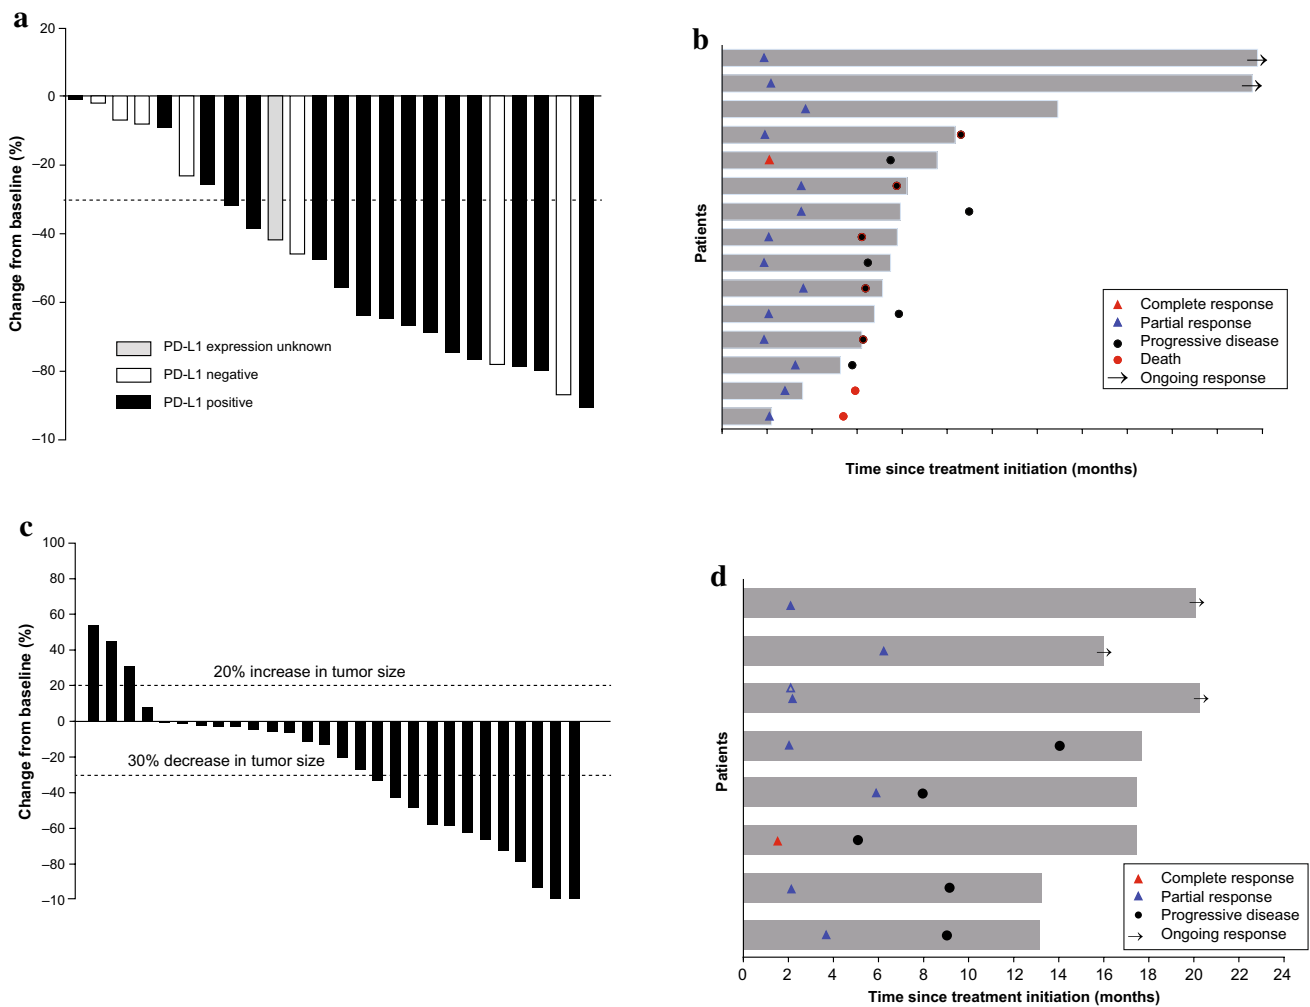 a
20
0
–20
–40
–60
–80
–10
Change from baseline (%)
PD-L1 expression unknown
PD-L1 negative
PD-L1 positive
b
Patients
Complete response
Partial response
Progressive disease
Death
Ongoing response
Time since treatment initiation (months)
c
100
80
60
40
20
0
–20
–40
–60
–80
–10
Change from baseline (%)
20% increase in tumor size
30% decrease in tumor size
d
Patients
Complete response
Partial response
Progressive disease
Ongoing response
0 2 4 6 8 10 12 14 16 18 20 22 24
Time since treatment initiation (months)